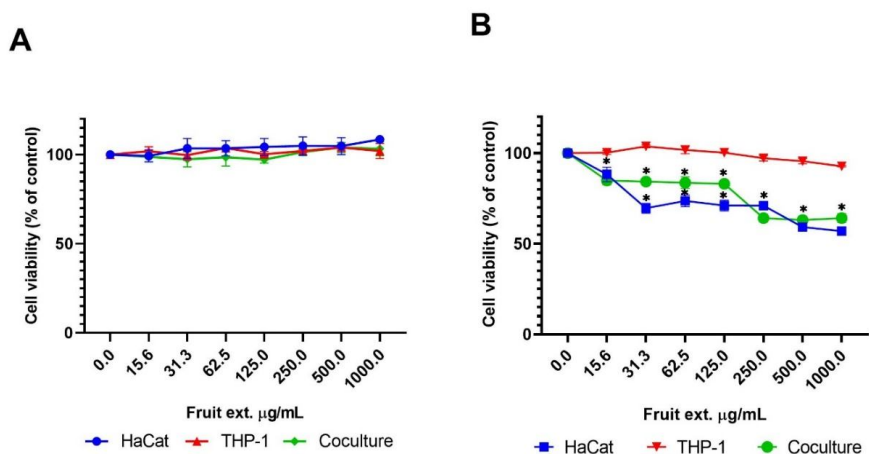 A
Cell viability (% of control)
100
50
0
0.0 15.6 31.3 62.5 125.0 250.0 500.0 1000.0
Fruit ext. μg/mL
HaCat THP-1 Coculture
B
Cell viability (% of control)
100
50
0
* * * * * * * * * *
0.0 15.6 31.3 62.5 125.0 250.0 500.0 1000.0
Fruit ext. μg/mL
HaCat THP-1 Coculture